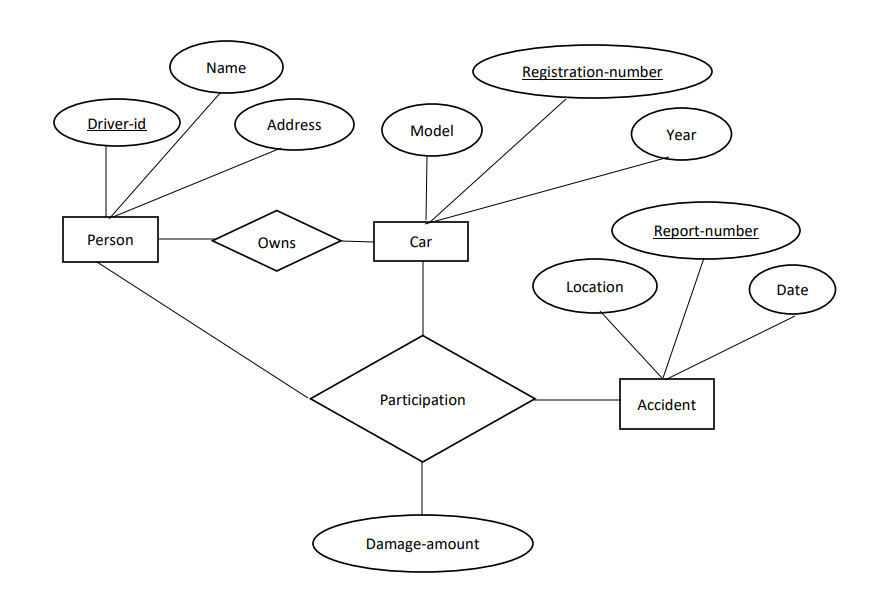 Name
Registration-number
Driver-id
Address
Model
Year
Person
Owns
Car
Report-number
Location
Date
Participation
Accident
Damage-amount